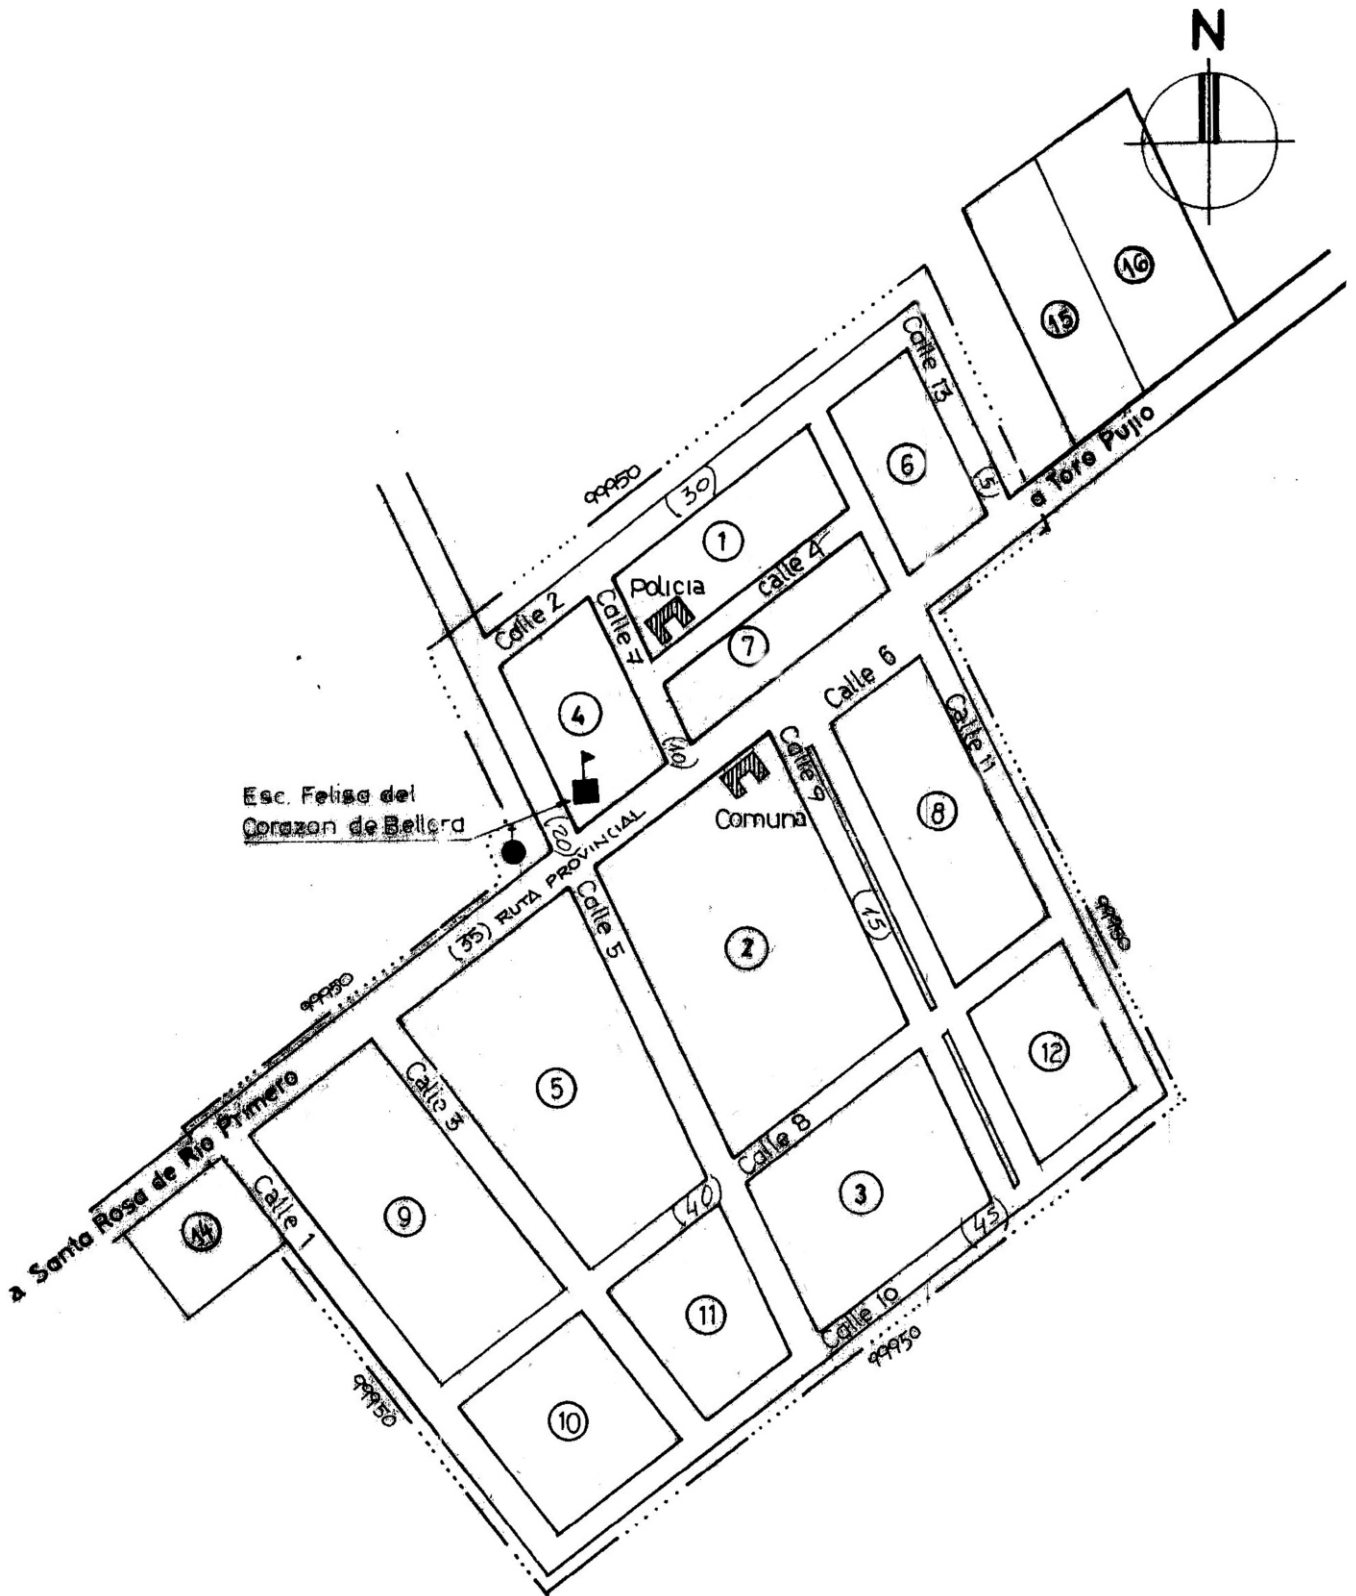 N
16
15
Calle 13
6
(5)
a Toro Pujio
99950
(30)
1
Calle 4
Policia
Calle 2
Calle 7
7
Calle 6
4
(10)
Calle 9
Calle 11
Esc. Felisa del
Corazon de Bellera
Comuna
8
(20)
(35) RUTA PROVINCIAL
Calle 5
(15)
2
99950
99950
12
Calle 3
5
Calle 8
a Santa Rosa de Rio Primero
14
Calle 1
9
(40)
3
(45)
11
Calle 10
99950
99950
10